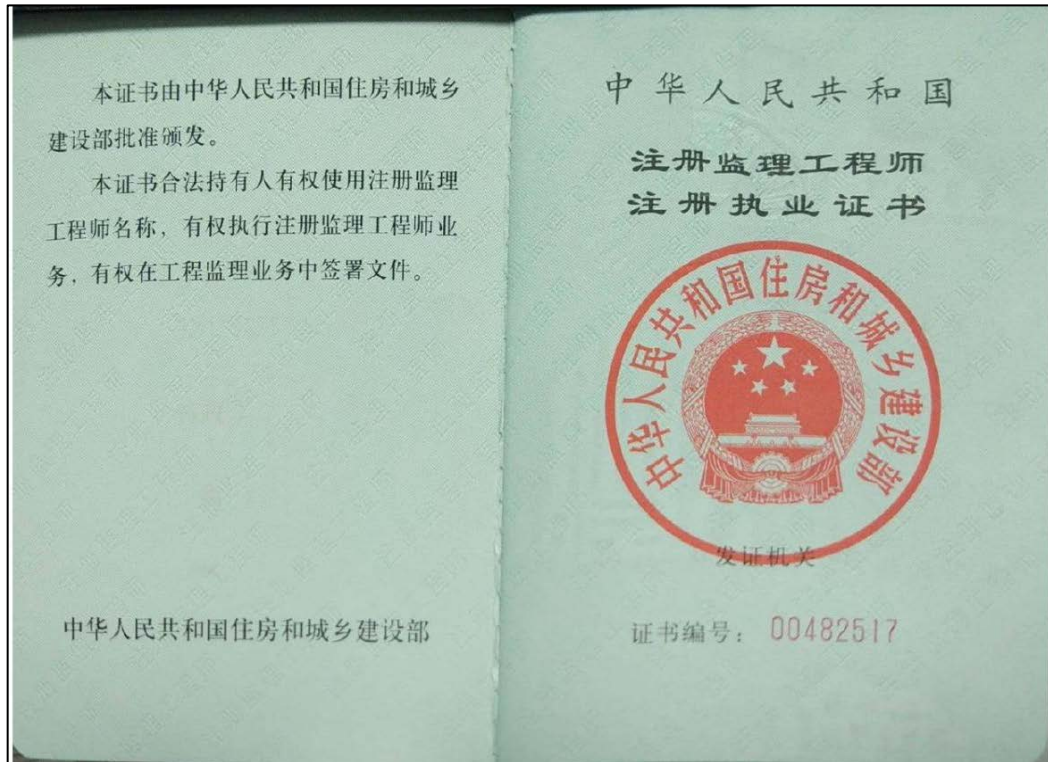 本证书由中华人民共和国住房和城乡
建设部批准颁发。
本证书合法持有人有权使用注册监理
工程师名称，有权执行注册监理工程师业
务，有权在工程监理业务中签署文件。
中华人民共和国住房和城乡建设部
中华人民共和国
注册监理工程师
注册执业证书
中华人民共和国住房和城乡建设部
发证机关
证书编号：00482517